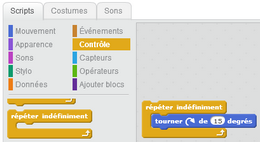 Scripts Costumes Sons
Mouvement Événements
Apparence Contrôle
Sons Capteurs
Stylo Opérateurs
Données Ajouter blocs
répéter indéfiniment
répéter indéfiniment
tourner de 15 degrés